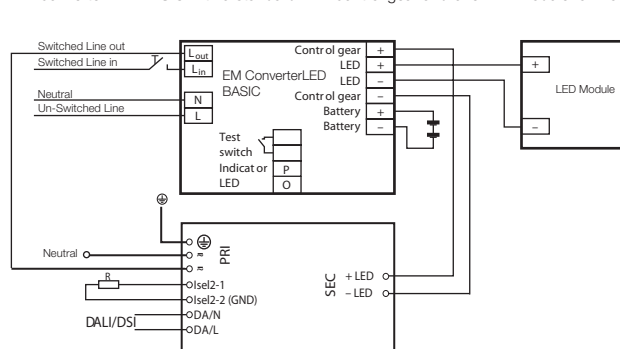 Switched Line out
Switched Line in
Neutral
Un-Switched Line
Lout
Lin
N
L
EM ConverterLED
BASIC
Test
switch
Indicator
LED
P
O
Control gear +
LED +
LED –
Control gear –
Battery +
Battery –
+
–
LED Module
Neutral
R
DALI/DSI
PRI
Isel2-1
Isel2-2 (GND)
DA/N
DA/L
SEC
+ LED
– LED